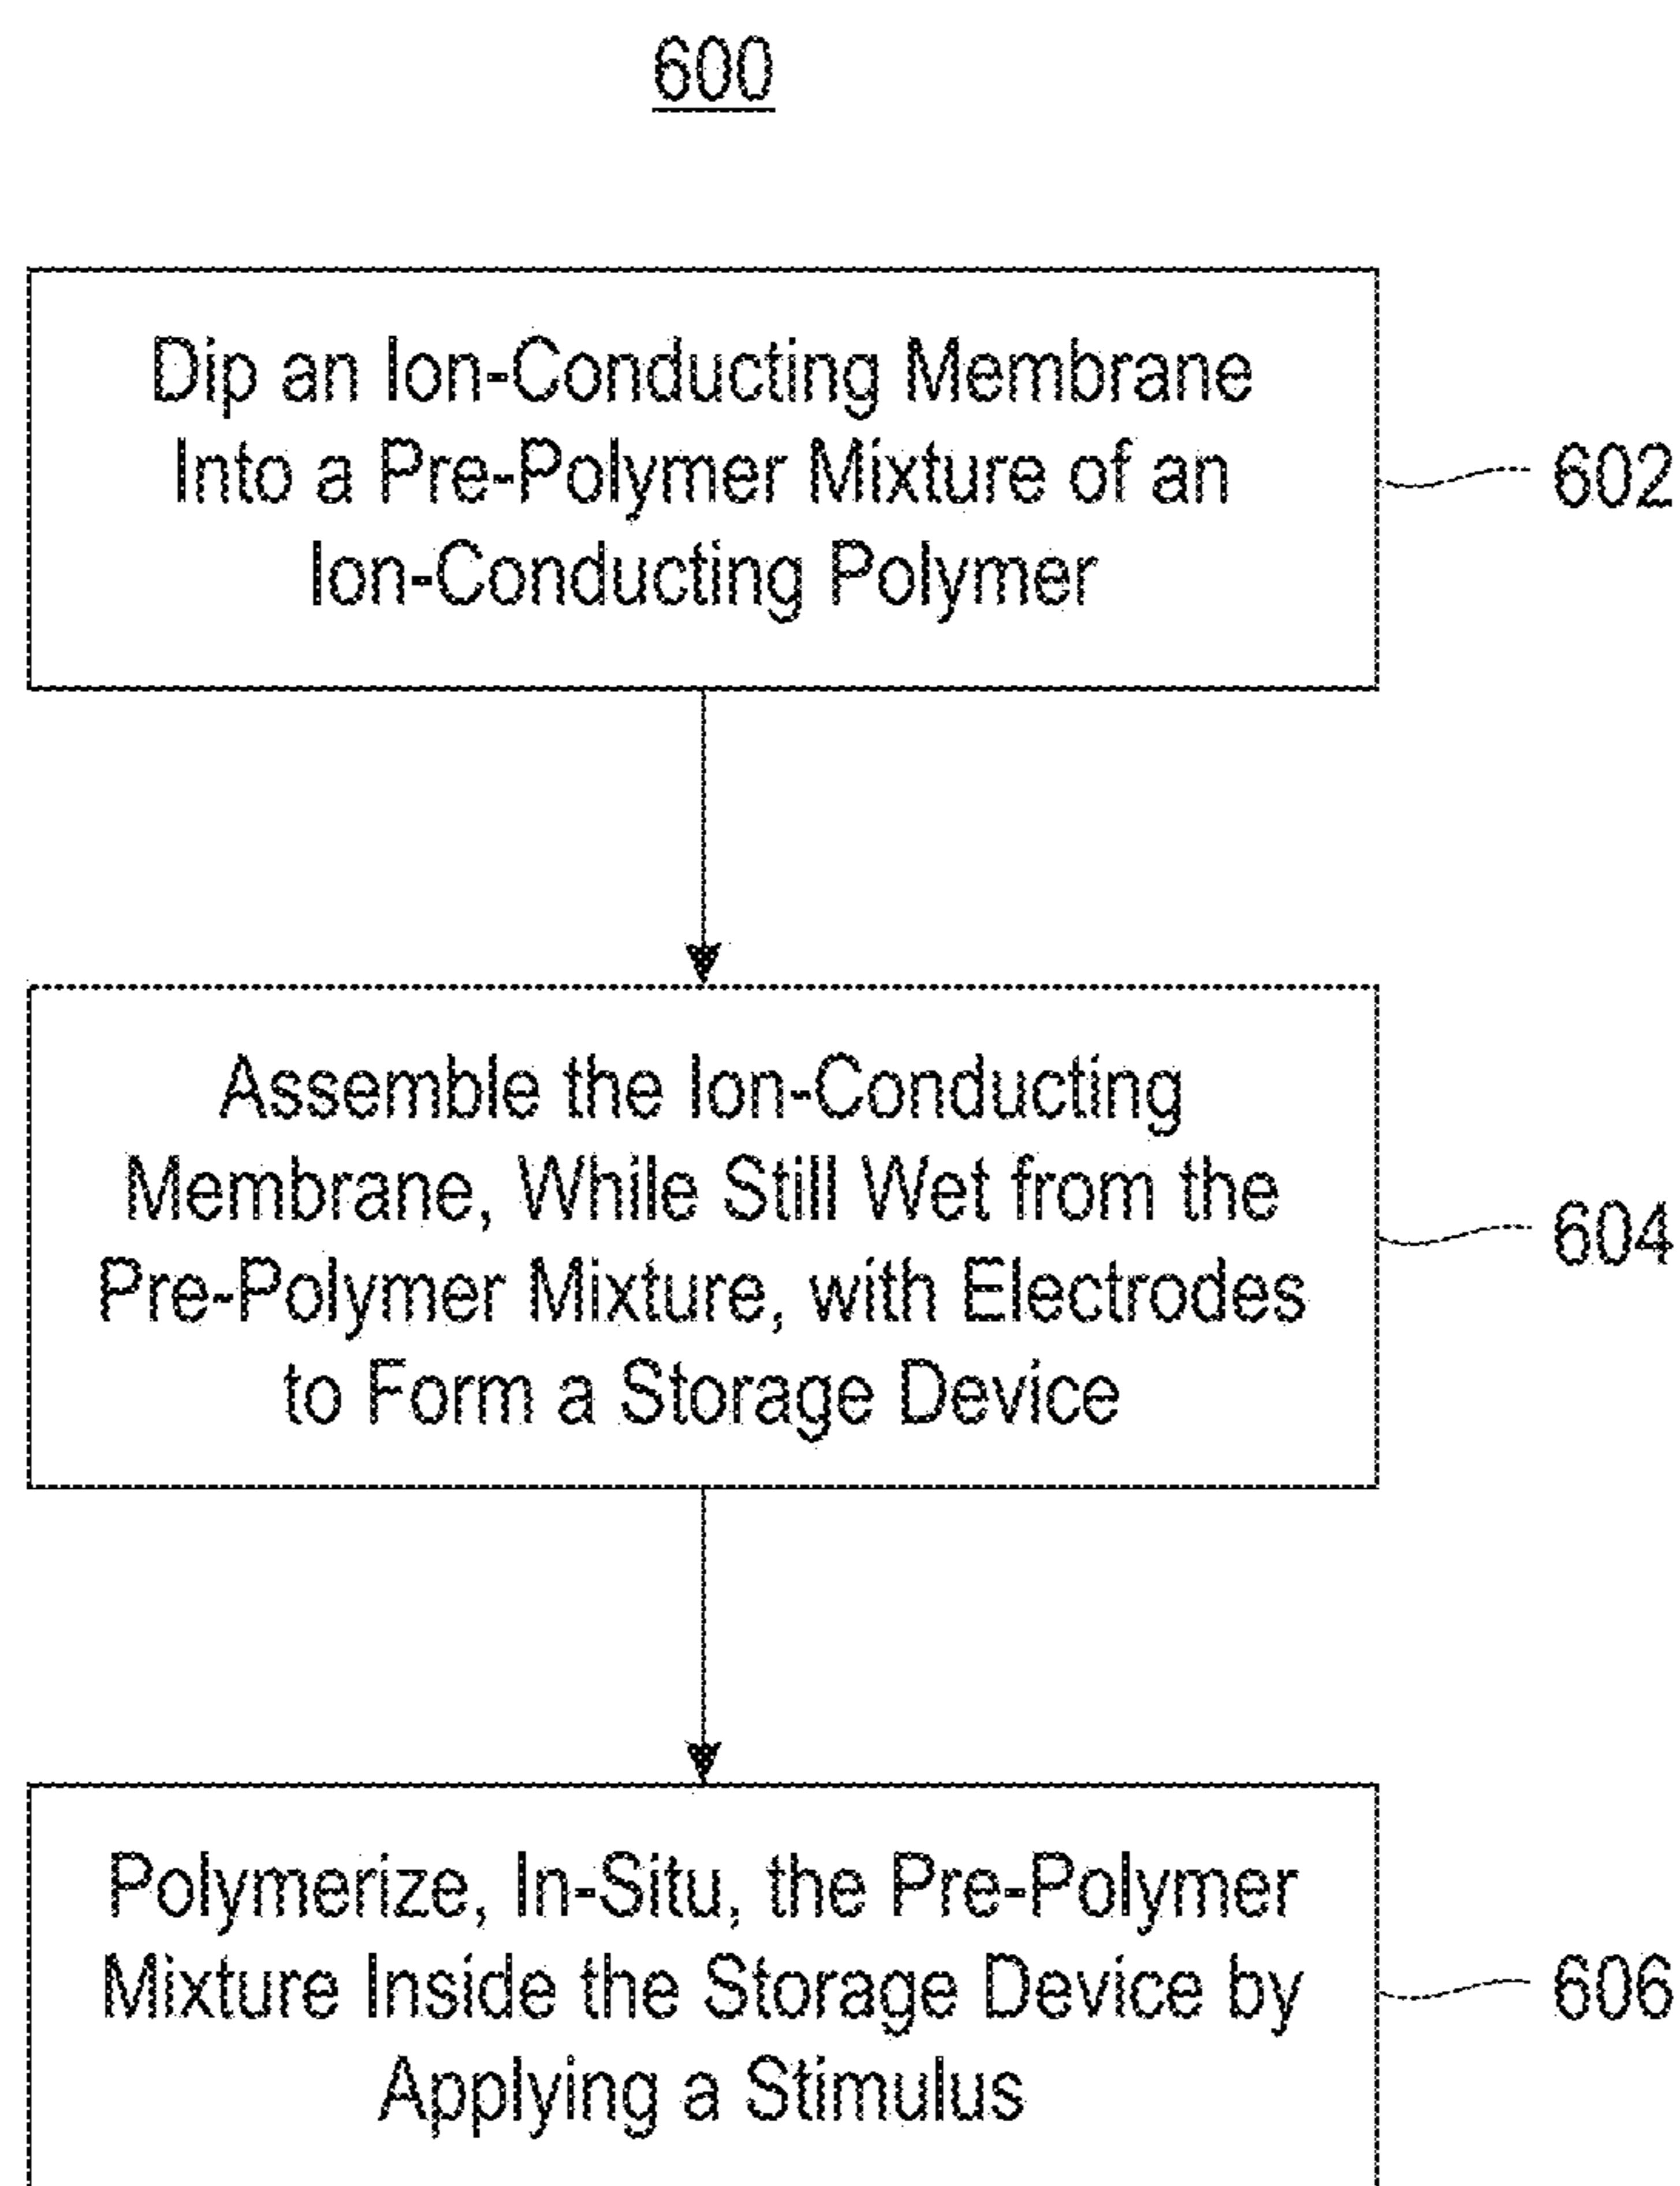 600
Dip an Ion-Conducting Membrane
Into a Pre-Polymer Mixture of an
Ion-Conducting Polymer
602
Assemble the Ion-Conducting
Membrane, While Still Wet from the
Pre-Polymer Mixture, with Electrodes
to Form a Storage Device
604
Polymerize, In-Situ, the Pre-Polymer
Mixture Inside the Storage Device by
Applying a Stimulus
606